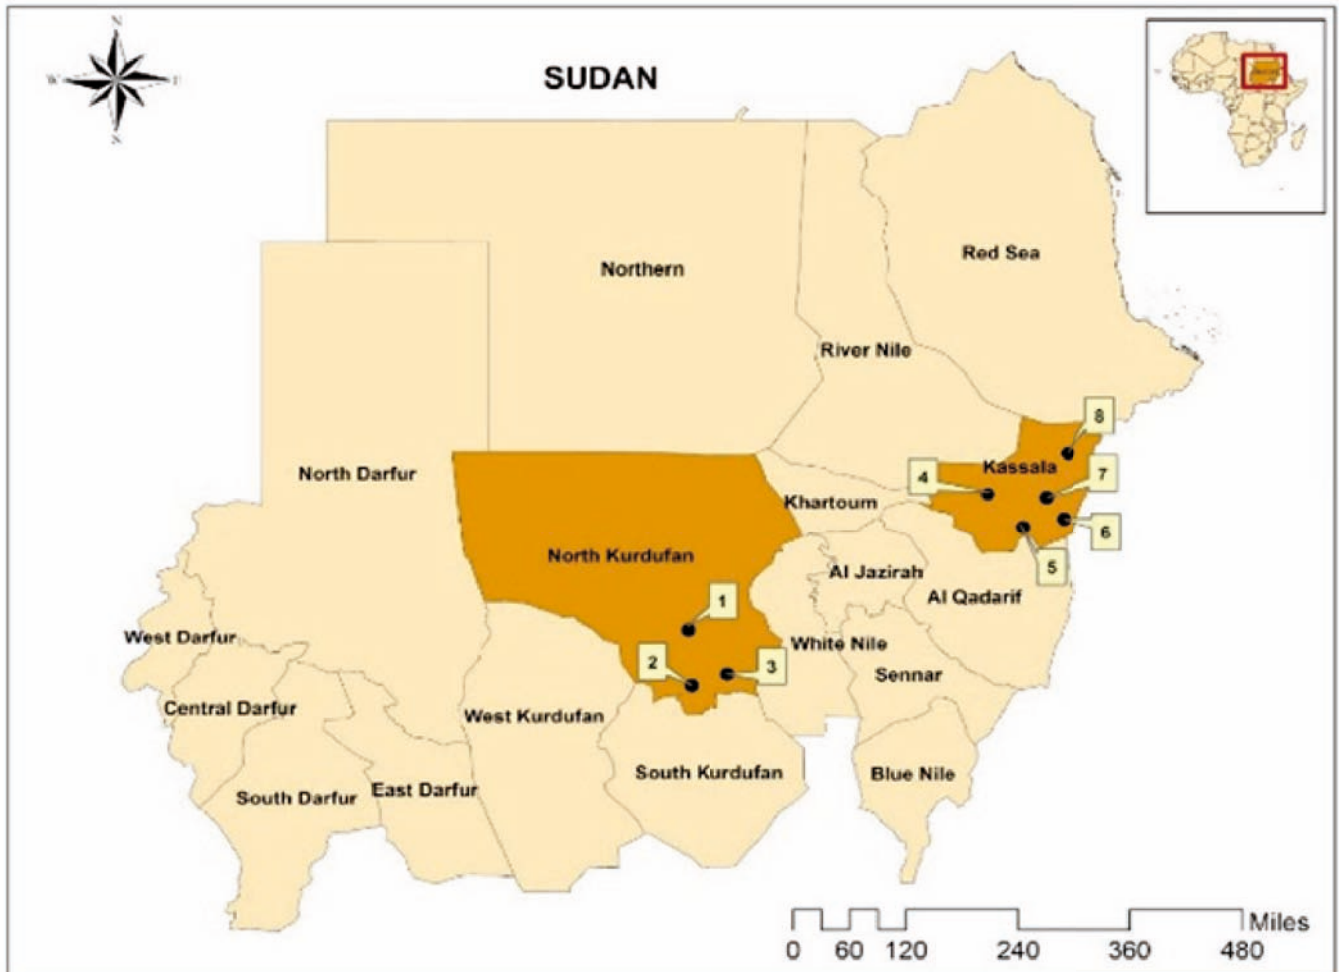 SUDAN
N
W
E
S
Northern
Red Sea
River Nile
8
North Darfur
Kassala
4
7
Khartoum
6
North Kurdufan
5
Al Jazirah
Al Qadarif
1
West Darfur
White Nile
2
3
Sennar
Central Darfur
West Kurdufan
South Kurdufan
Blue Nile
East Darfur
South Darfur
Miles
0 60 120 240 360 480